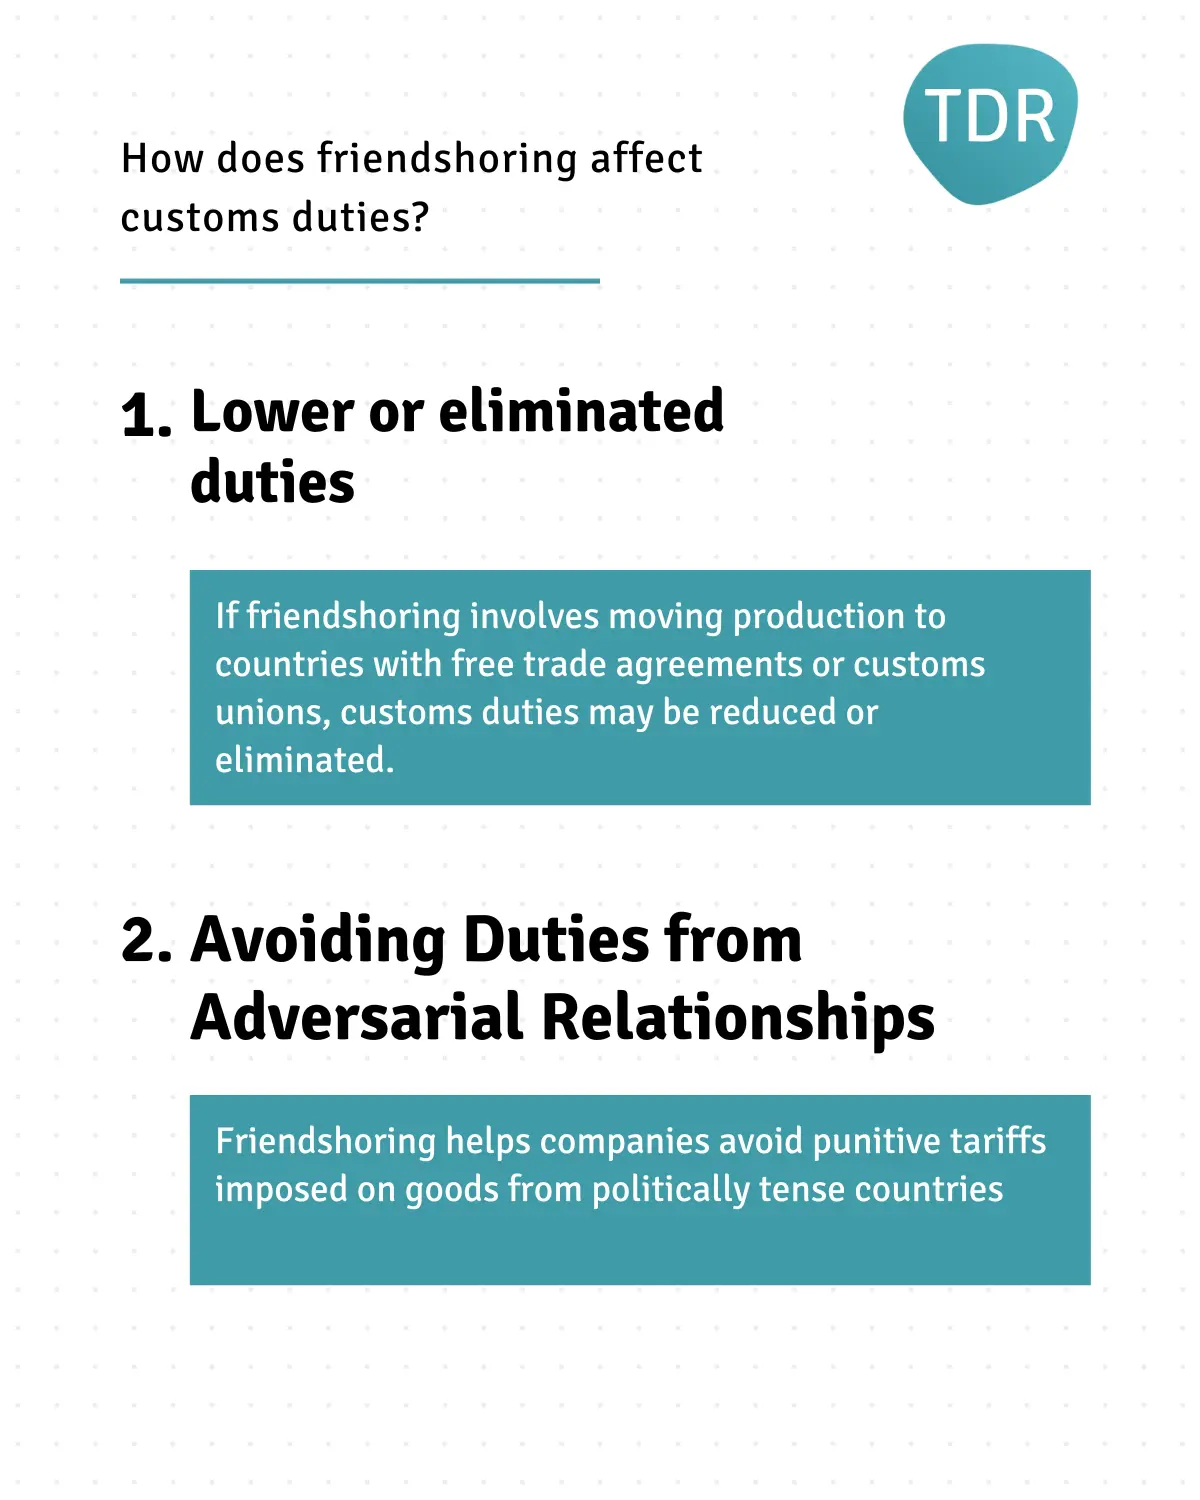 TDR
How does friendshoring affect
customs duties?
1. Lower or eliminated
duties
If friendshoring involves moving production to
countries with free trade agreements or customs
unions, customs duties may be reduced or
eliminated.
2. Avoiding Duties from
Adversarial Relationships
Friendshoring helps companies avoid punitive tariffs
imposed on goods from politically tense countries